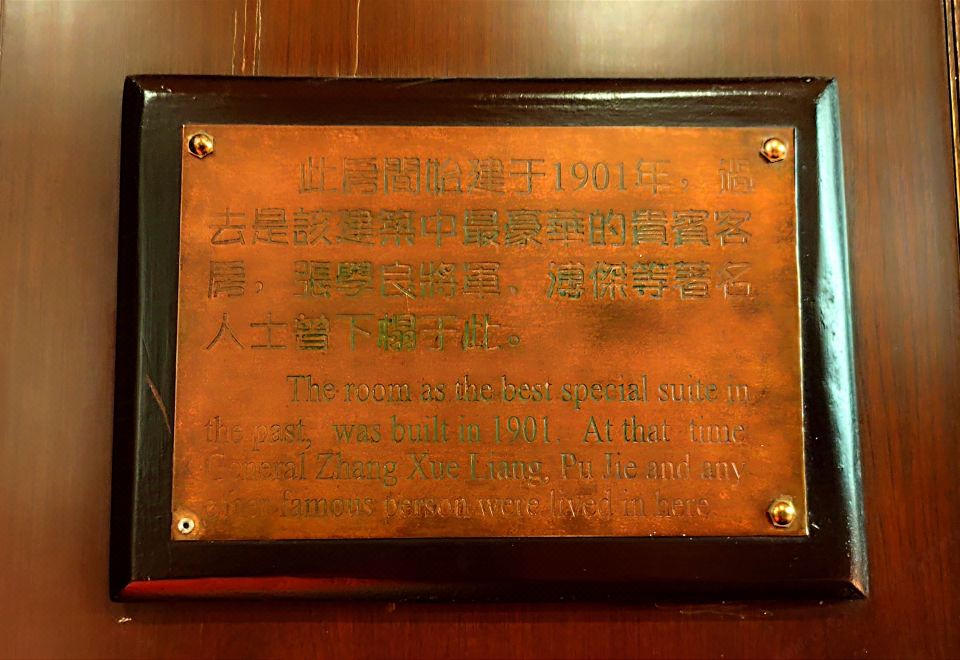 此房間始建于1901年，過
去是該建築中最豪華的貴賓客
房，張學良將軍、溥傑等著名
人士曾下榻于此。
The room as the best special suite in
the past, was built in 1901. At that time
General Zhang Xue Liang, Pu Jie and any
other famous person were lived in here